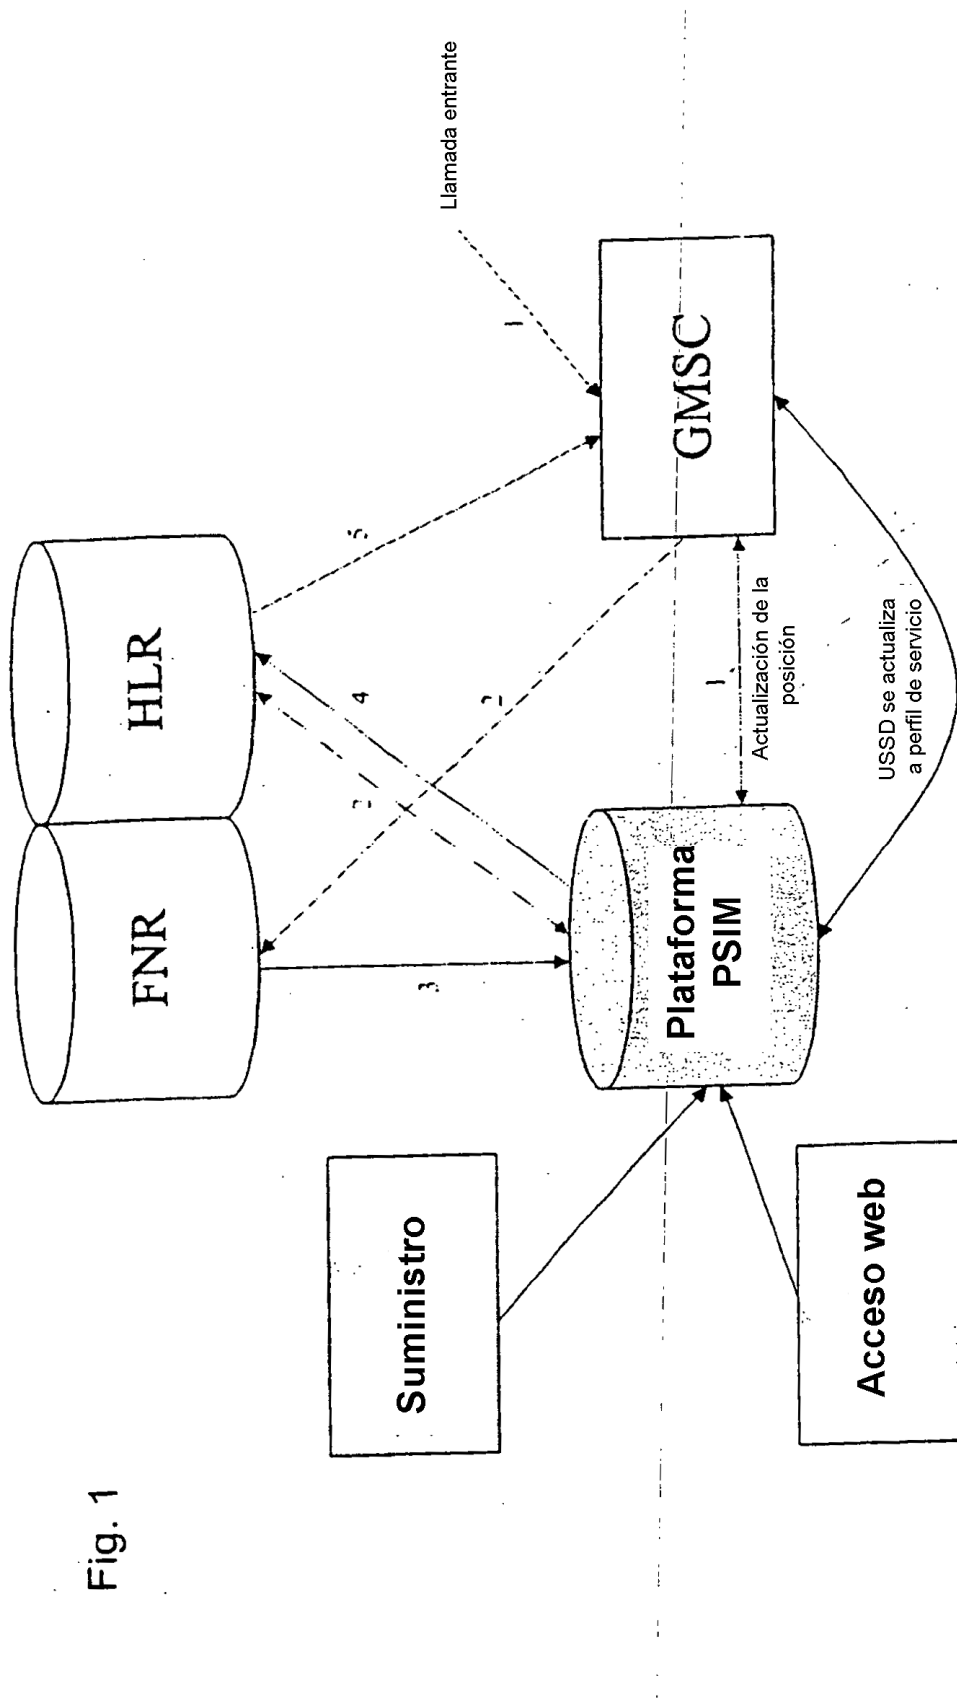 Fig. 1
FNR
HLR
Llamada entrante
1
5
2
4
2
3
Suministro
Plataforma
PSIM
1
Actualización de la
posición
GMSC
Acceso web
USSD se actualiza
a perfil de servicio